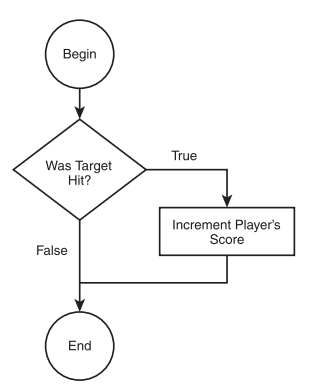 Begin
Was Target
Hit?
True
Increment Player's
Score
False
End